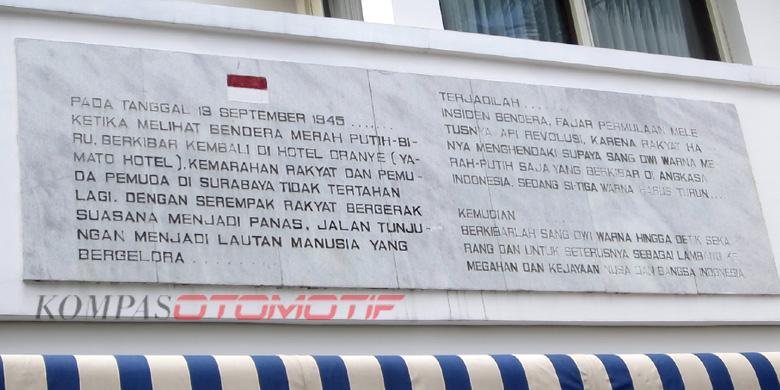 PADA TANGGAL 19 SEPTEMBER 1945 .......
KETIKA MELIHAT BENDERA MERAH PUTIH-BI-
RU, BERKIBAR KEMBALI DI HOTEL ORANYE (YA-
MATO HOTEL), KEMARAHAN RAKYAT DAN PEMU-
DA PEMUDA DI SURABAYA TIDAK TERTAHAN
LAGI. DENGAN SEREMPAK RAKYAT BERGERAK
SUASANA MENJADI PANAS, JALAN TUNJU-
NGAN MENJADI LAUTAN MANUSIA YANG
BERGELORA ........
TERJADILAH ....
INSIDEN BENDERA, FAJAR PERMULAAN MELE
TUSNYA API REVOLUSI, KARENA RAKYAT HA
NYA MENGHENDAKI SUPAYA SANG DWI WARNA ME
RAH-PUTIH SAJA YANG BERKIBAR DI ANGKASA
INDONESIA. SEDANG SI TIGA WARNA HARUS TURUN.....
KEMUDIAN .....
BERKIBARLAH SANG DWI WARNA HINGGA DETIK SEKA
RANG DAN UNTUK SETERUSNYA SEBAGAI LAMBANG KE
MEGAHAN DAN KEJAYAAN NUSA DAN BANGSA INDONESIA
KOMPAS OTOMOTIF